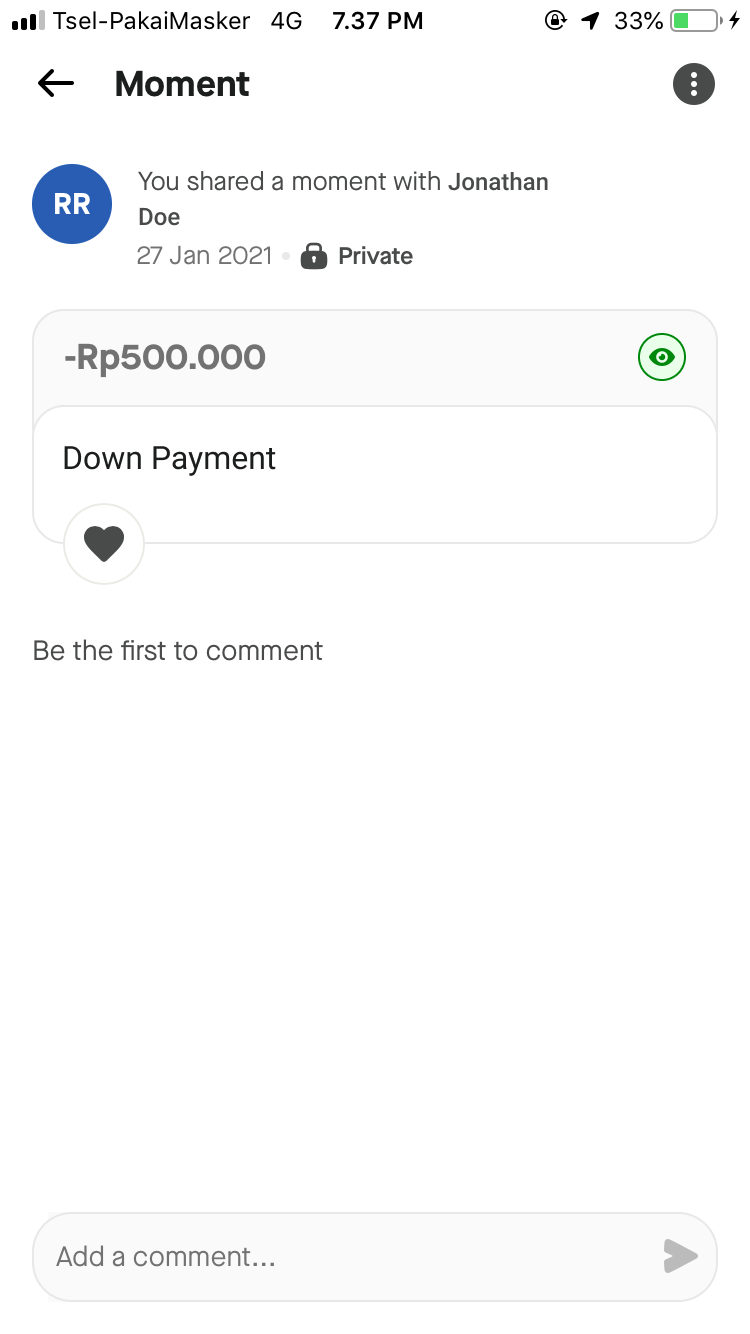 Tsel-PakaiMasker 4G 7.37 PM 33%
Moment
RR
You shared a moment with Jonathan
Doe
27 Jan 2021 • Private
-Rp500.000
Down Payment
Be the first to comment
Add a comment...